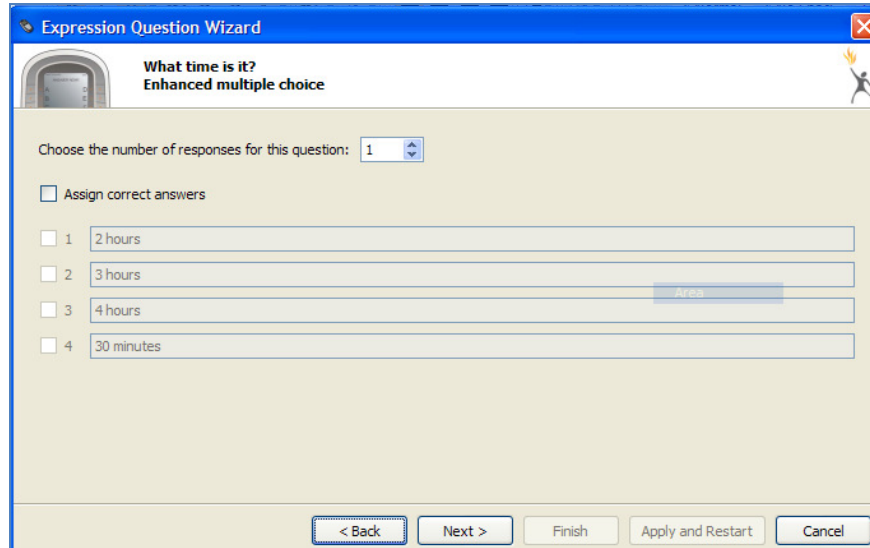 Expression Question Wizard
What time is it?
Enhanced multiple choice
Choose the number of responses for this question: 1
Assign correct answers
1 2 hours
2 3 hours
Area
3 4 hours
4 30 minutes
< Back Next > Finish Apply and Restart Cancel